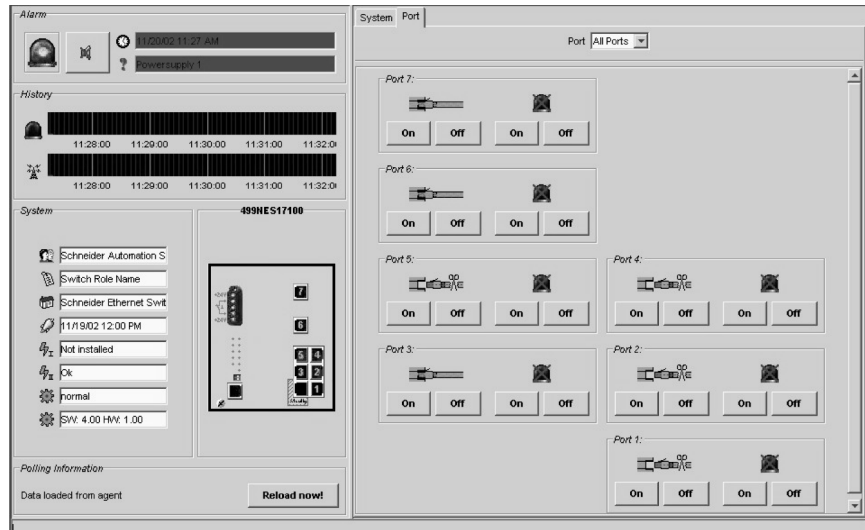 Alarm
11/20/02 11:27 AM
Powersupply 1
History
11:28:00 11:29:00 11:30:00 11:31:00 11:32:0
11:28:00 11:29:00 11:30:00 11:31:00 11:32:0
System
Schneider Automation S
Switch Role Name
Schneider Ethernet Swit
11/19/02 12:00 PM
Not installed
Ok
normal
SW: 4.00 HW: 1.00
499NES17100
7
6
5 4
3 2
1
Polling Information
Data loaded from agent
Reload now!
System Port
Port All Ports
Port 7:
On Off On Off
Port 6:
On Off On Off
Port 5:
On Off On Off
Port 4:
On Off On Off
Port 3:
On Off On Off
Port 2:
On Off On Off
Port 1:
On Off On Off